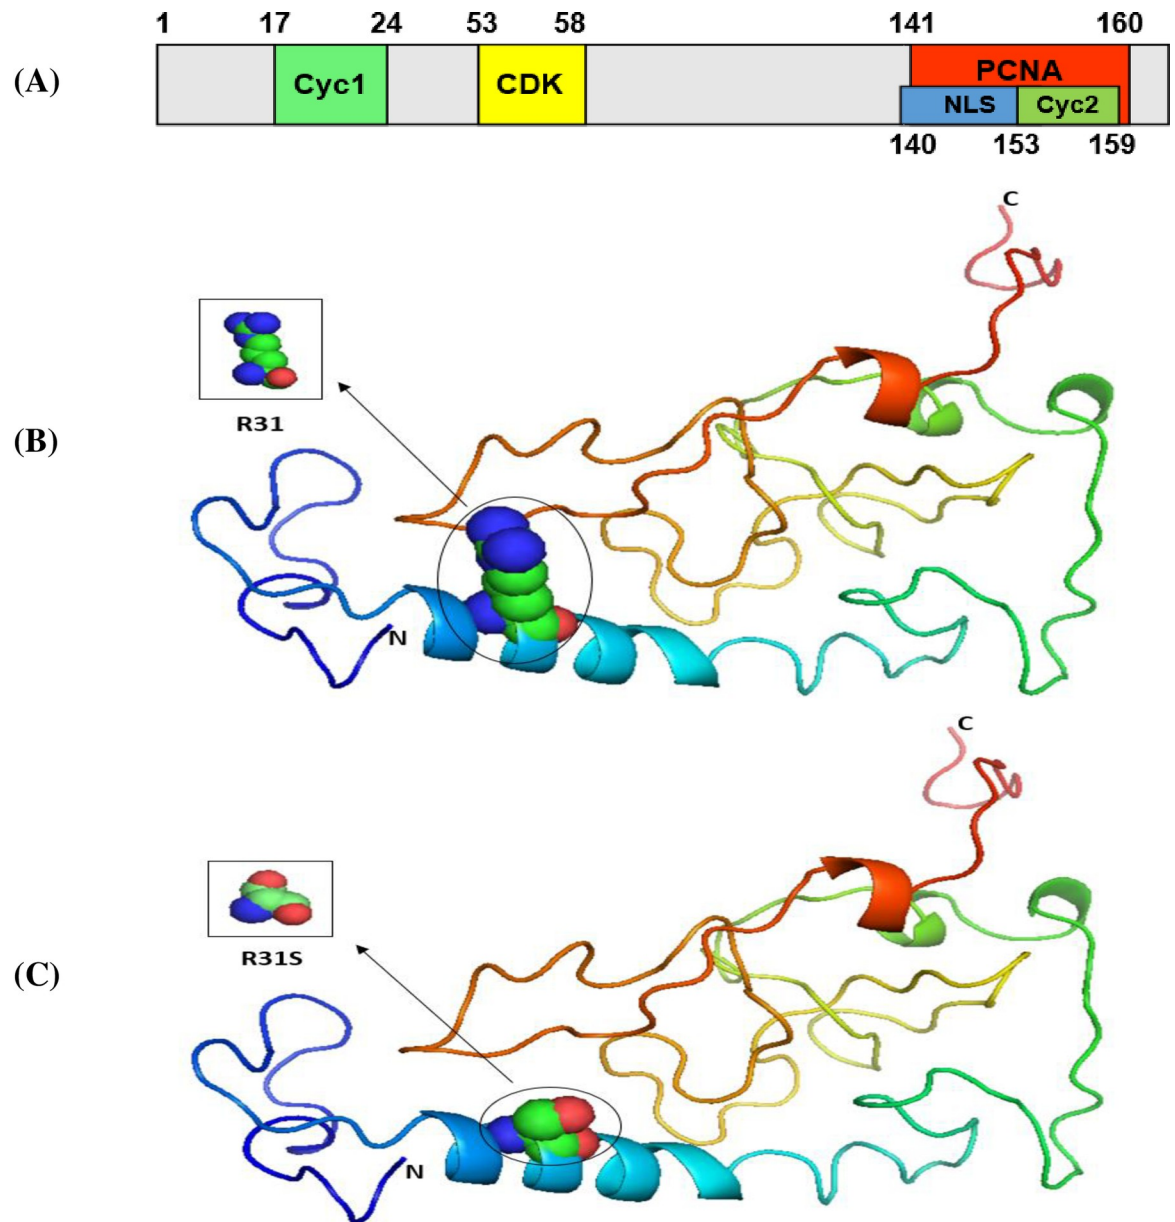 1 17 24 53 58 141 160
(A)
Cyc1 CDK PCNA
NLS Cyc2
140 153 159
C
R31
(B)
N
C
R31S
(C)
N